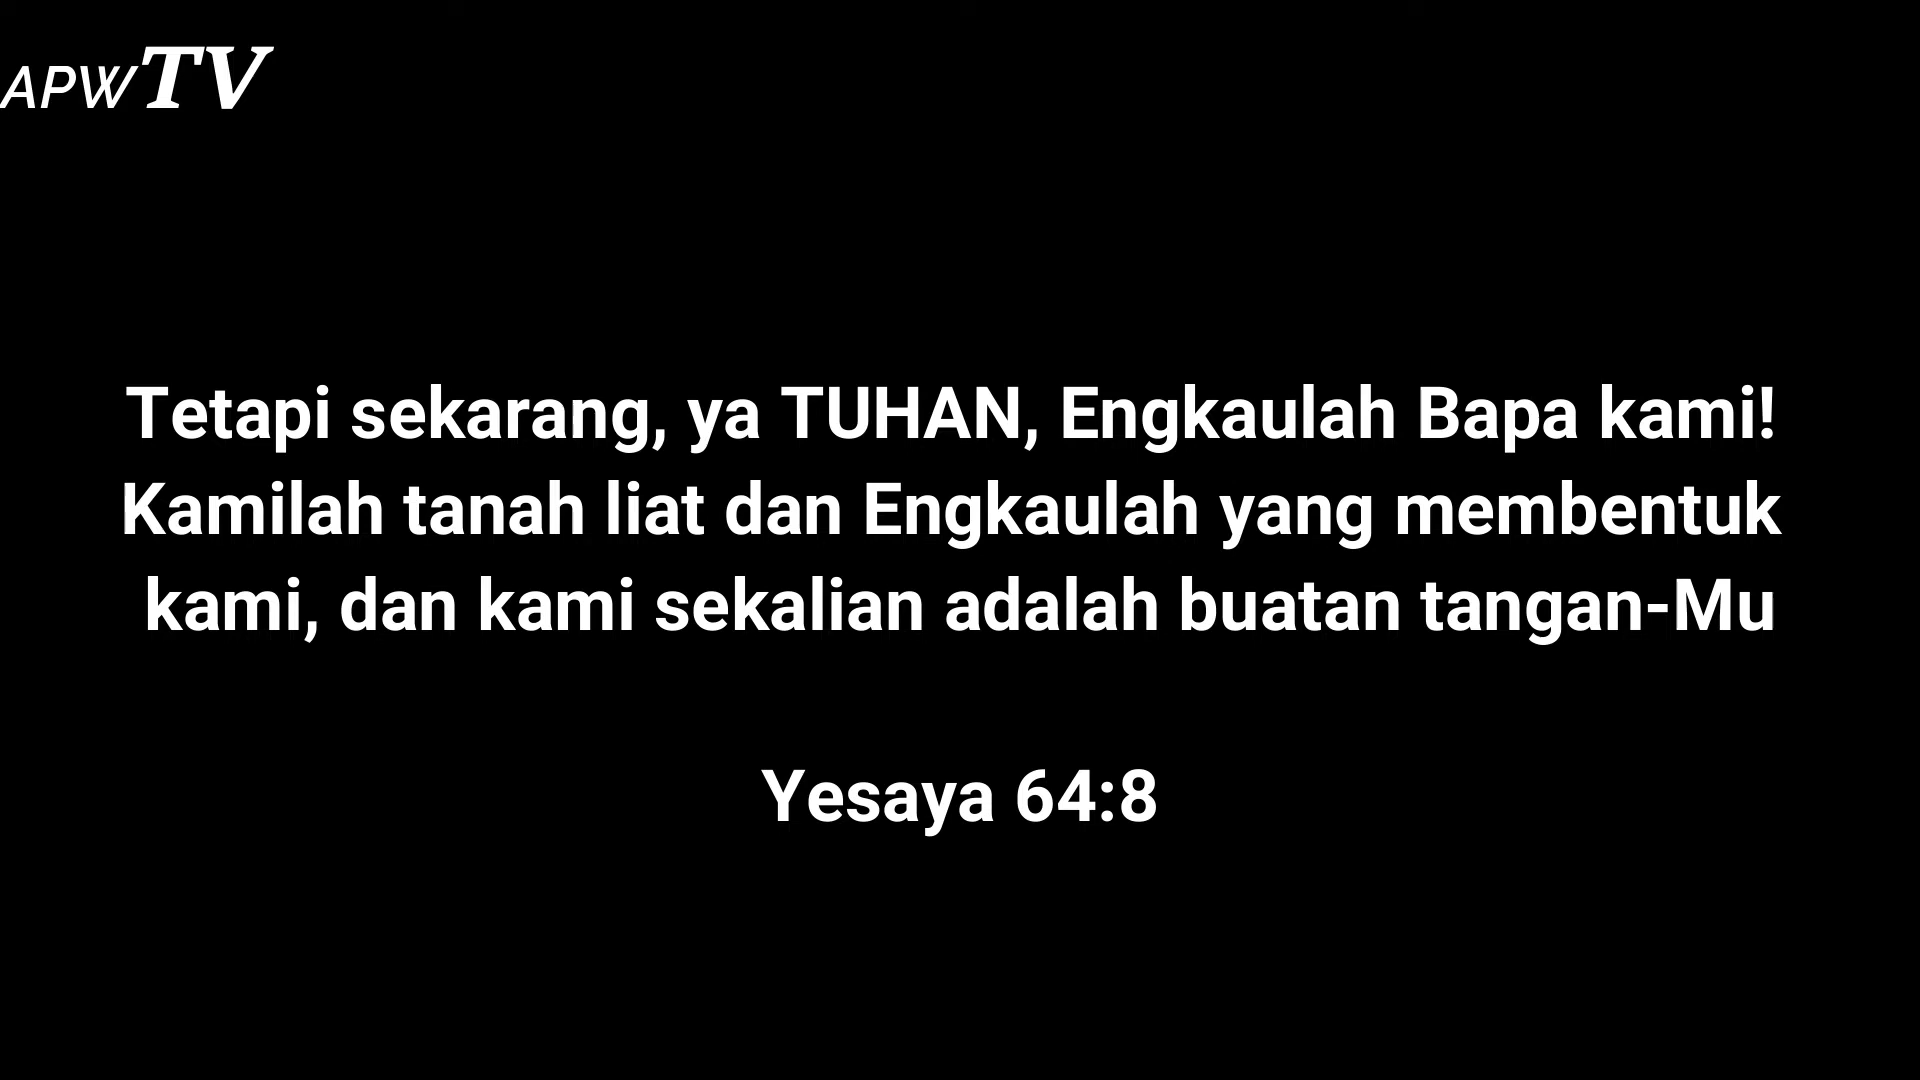 APWTV
Tetapi sekarang, ya TUHAN, Engkaulah Bapa kami!
Kamilah tanah liat dan Engkaulah yang membentuk
kami, dan kami sekalian adalah buatan tangan-Mu
Yesaya 64:8